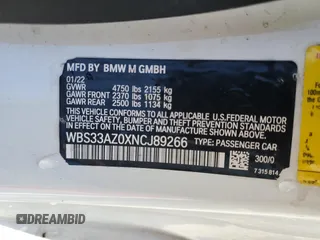 MFD BY BMW M GMBH
01/22
GVWR 4750 lbs 2155 kg
GAWR FRONT 2370 lbs 1075 kg
GAWR REAR 2500 lbs 1134 kg
THIS VEHICLE CONFORMS TO ALL APPLICABLE U.S. FEDERAL
MOTOR VEHICLE SAFETY, BUMPER, AND THEFT PREVENTION
STANDARDS IN EFFECT ON THE DATE OF MANUFACTURE SHOWN ABOVE.
WBS33AZ0XNCJ89266 TYPE: PASSENGER CAR
300/0
7 315 814
DRIVEBIDMAX